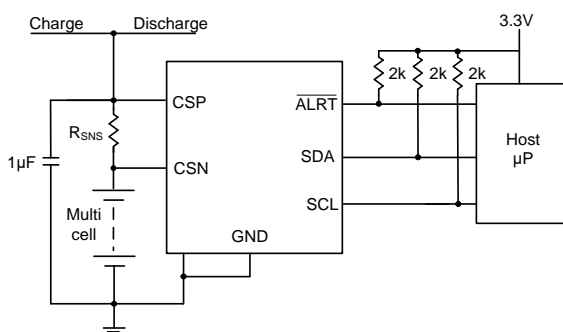 Charge
Discharge
3.3V
2k
2k
2k
CSP
ALRT
RSNS
Host
µP
1µF
CSN
SDA
Multi
cell
SCL
GND